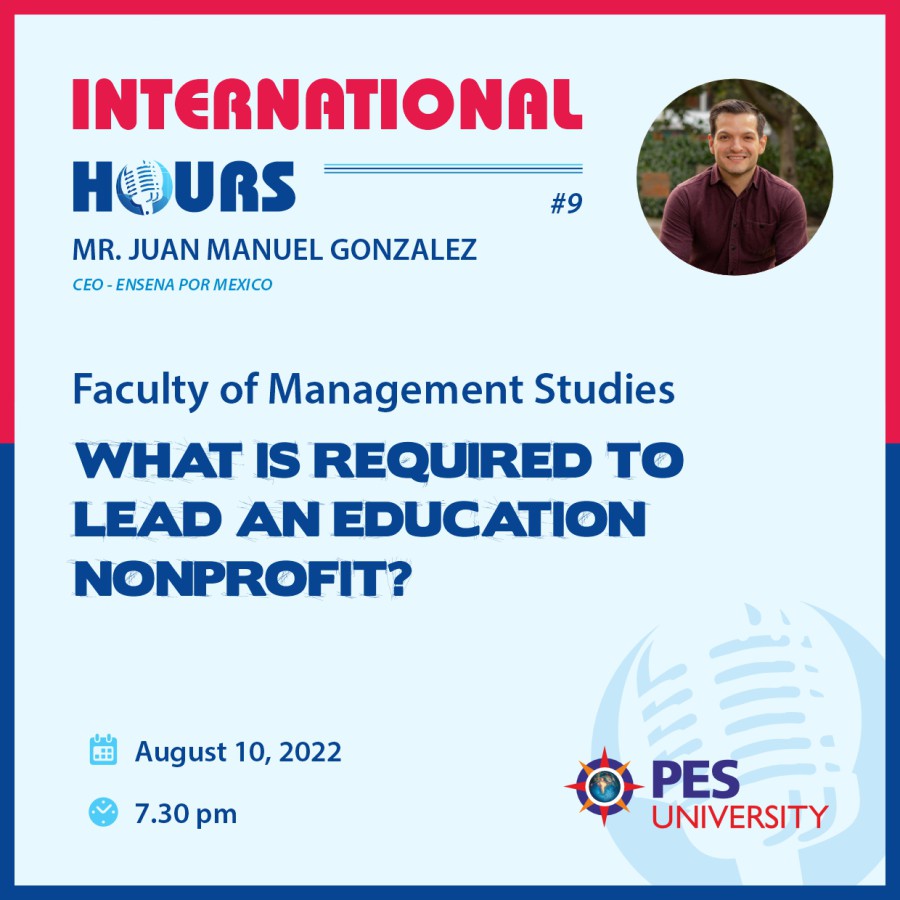 INTERNATIONAL
HOURS
#9
MR. JUAN MANUEL GONZALEZ
CEO - ENSENA POR MEXICO
Faculty of Management Studies
WHAT IS REQUIRED TO
LEAD AN EDUCATION
NONPROFIT?
August 10, 2022
7.30 pm
PES
UNIVERSITY